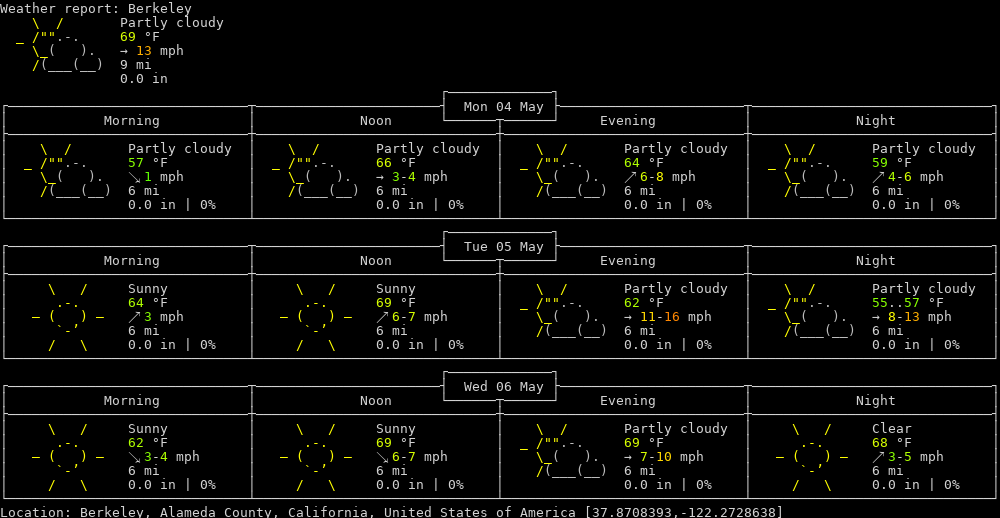 Weather report: Berkeley
Partly cloudy
69 °F
→ 13 mph
9 mi
0.0 in
Mon 04 May
Morning Noon Evening Night
Partly cloudy Partly cloudy Partly cloudy Partly cloudy
57 °F 66 °F 64 °F 59 °F
↘ 1 mph → 3-4 mph ↗ 6-8 mph ↗ 4-6 mph
6 mi 6 mi 6 mi 6 mi
0.0 in | 0% 0.0 in | 0% 0.0 in | 0% 0.0 in | 0%
Tue 05 May
Morning Noon Evening Night
Sunny Sunny Partly cloudy Partly cloudy
64 °F 69 °F 62 °F 55..57 °F
↗ 3 mph ↗ 6-7 mph → 11-16 mph → 8-13 mph
6 mi 6 mi 6 mi 6 mi
0.0 in | 0% 0.0 in | 0% 0.0 in | 0% 0.0 in | 0%
Wed 06 May
Morning Noon Evening Night
Sunny Sunny Partly cloudy Clear
62 °F 69 °F 69 °F 68 °F
↘ 3-4 mph ↘ 6-7 mph → 7-10 mph ↗ 3-5 mph
6 mi 6 mi 6 mi 6 mi
0.0 in | 0% 0.0 in | 0% 0.0 in | 0% 0.0 in | 0%
Location: Berkeley, Alameda County, California, United States of America [37.8708393,-122.2728638]